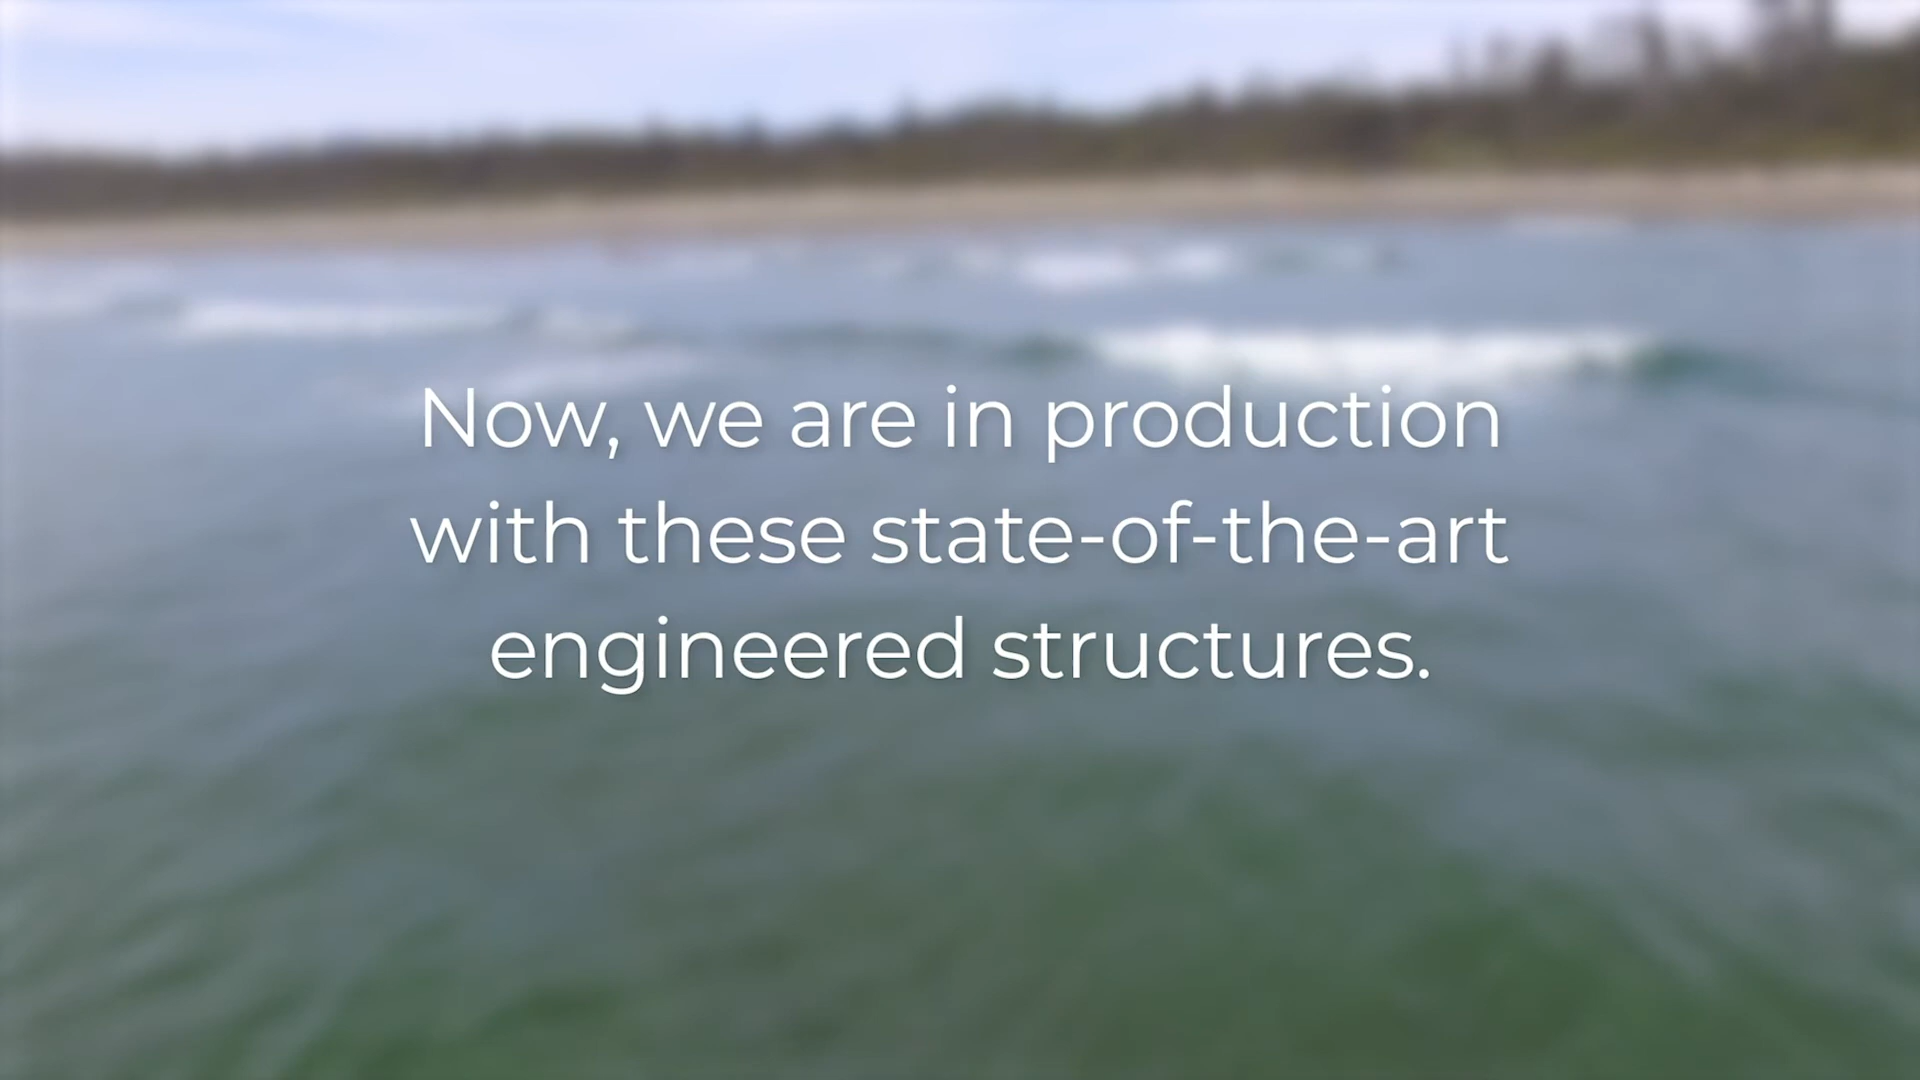 Now, we are in production
with these state-of-the-art
engineered structures.